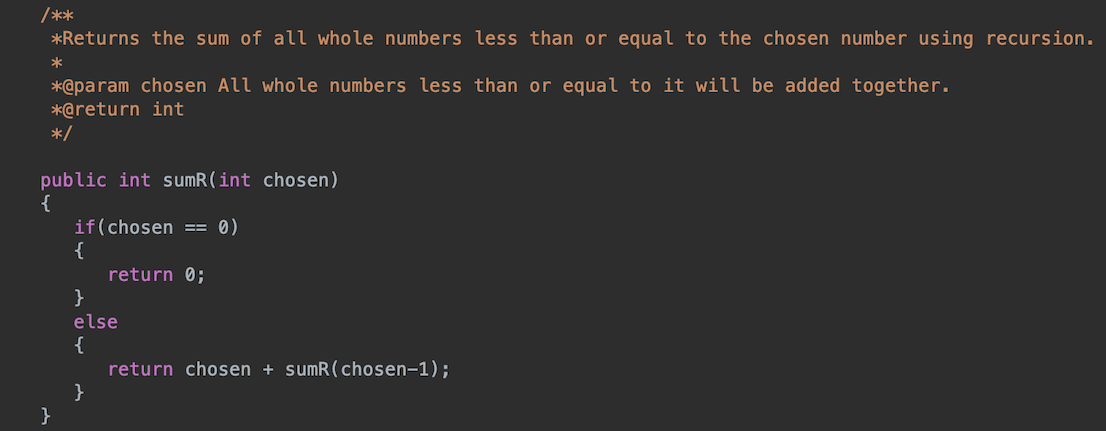 /**
 *Returns the sum of all whole numbers less than or equal to the chosen number using recursion.
 *
 *@param chosen All whole numbers less than or equal to it will be added together.
 *@return int
 */
public int sumR(int chosen)
{
   if(chosen == 0)
   {
      return 0;
   }
   else
   {
      return chosen + sumR(chosen-1);
   }
}